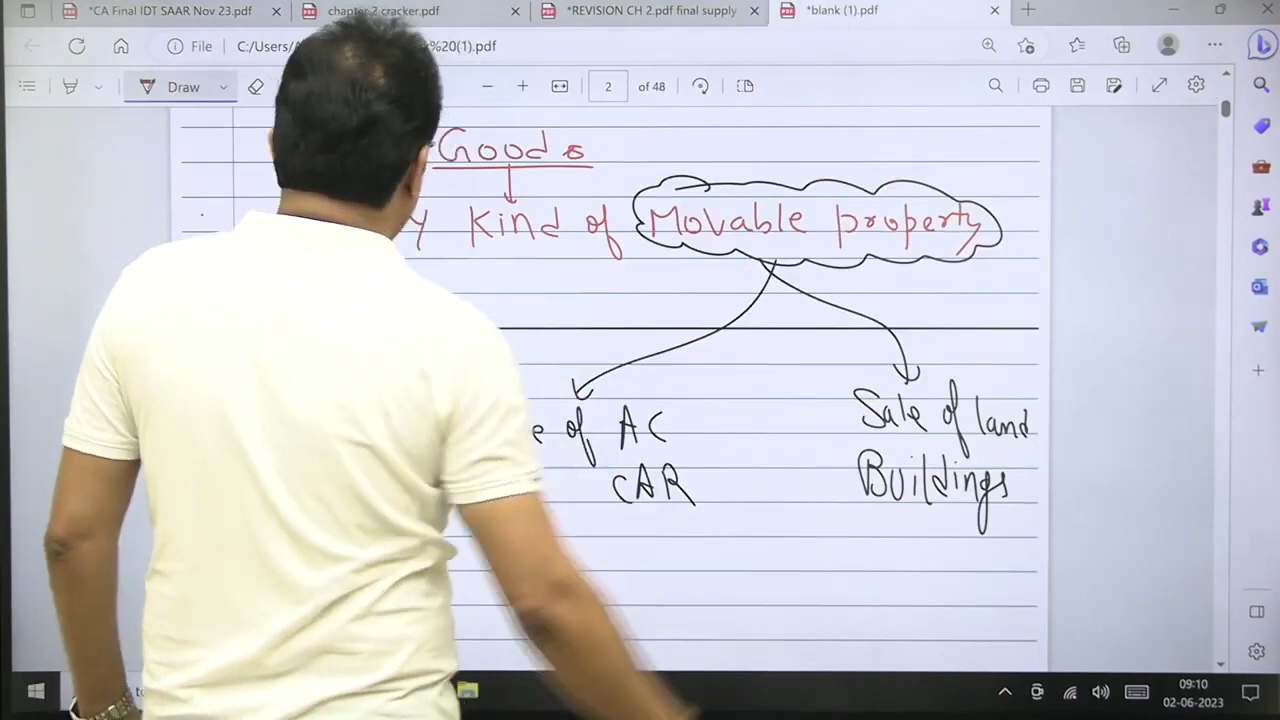 *CA Final IDT SAAR Nov 23.pdf
chapter 2 cracker.pdf
*REVISION CH 2.pdf final supply
*blank (1).pdf
File C:/Users/ %20(1).pdf
Draw 2 of 48
Goods
Kind of Movable property
of AC
Sale of land
CAR
Buildings
09:10
02-06-2023